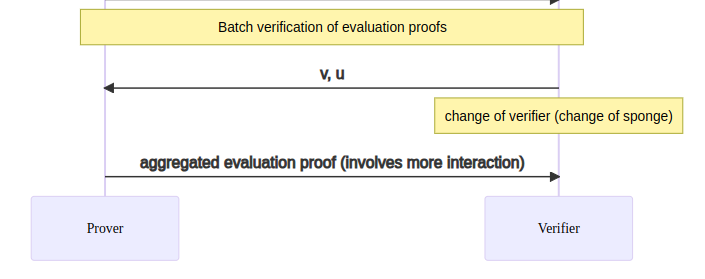 Batch verification of evaluation proofs
v, u
change of verifier (change of sponge)
aggregated evaluation proof (involves more interaction)
Prover
Verifier